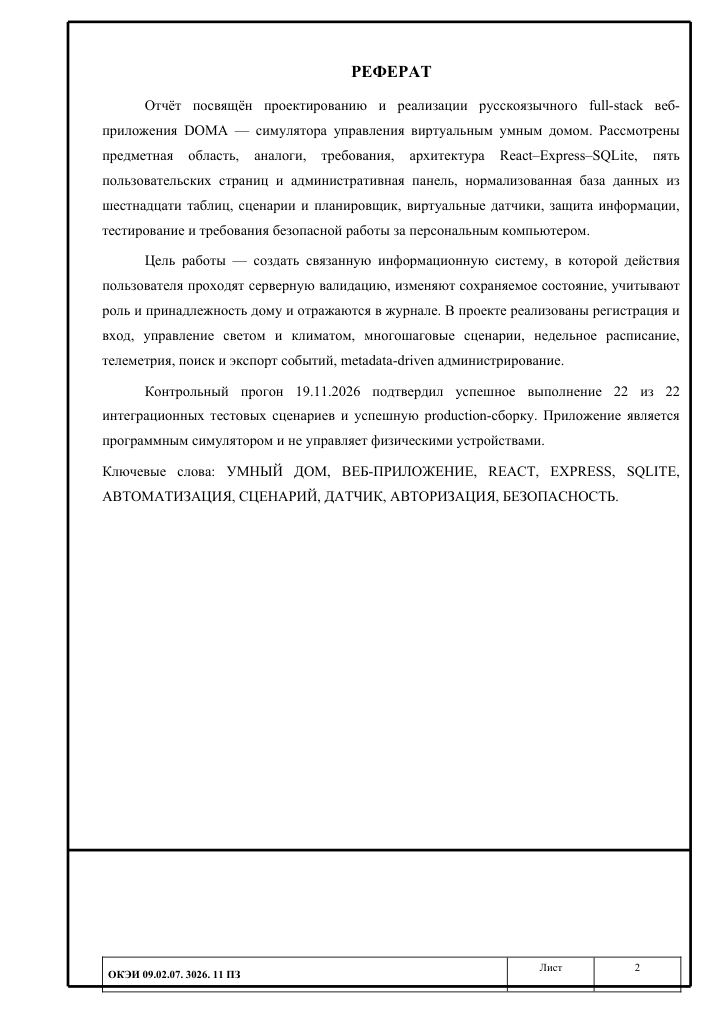 РЕФЕРАТ
Отчёт посвящён проектированию и реализации русскоязычного full-stack веб-
приложения DOMA — симулятора управления виртуальным умным домом. Рассмотрены
предметная область, аналоги, требования, архитектура React–Express–SQLite, пять
пользовательских страниц и административная панель, нормализованная база данных из
шестнадцати таблиц, сценарии и планировщик, виртуальные датчики, защита информации,
тестирование и требования безопасной работы за персональным компьютером.
Цель работы — создать связанную информационную систему, в которой действия
пользователя проходят серверную валидацию, изменяют сохраняемое состояние, учитывают
роль и принадлежность дому и отражаются в журнале. В проекте реализованы регистрация и
вход, управление светом и климатом, многошаговые сценарии, недельное расписание,
телеметрия, поиск и экспорт событий, metadata-driven администрирование.
Контрольный прогон 19.11.2026 подтвердил успешное выполнение 22 из 22
интеграционных тестовых сценариев и успешную production-сборку. Приложение является
программным симулятором и не управляет физическими устройствами.
Ключевые слова: УМНЫЙ ДОМ, ВЕБ-ПРИЛОЖЕНИЕ, REACT, EXPRESS, SQLITE,
АВТОМАТИЗАЦИЯ, СЦЕНАРИЙ, ДАТЧИК, АВТОРИЗАЦИЯ, БЕЗОПАСНОСТЬ.
ОКЭИ 09.02.07. 3026. 11 ПЗ
Лист
2